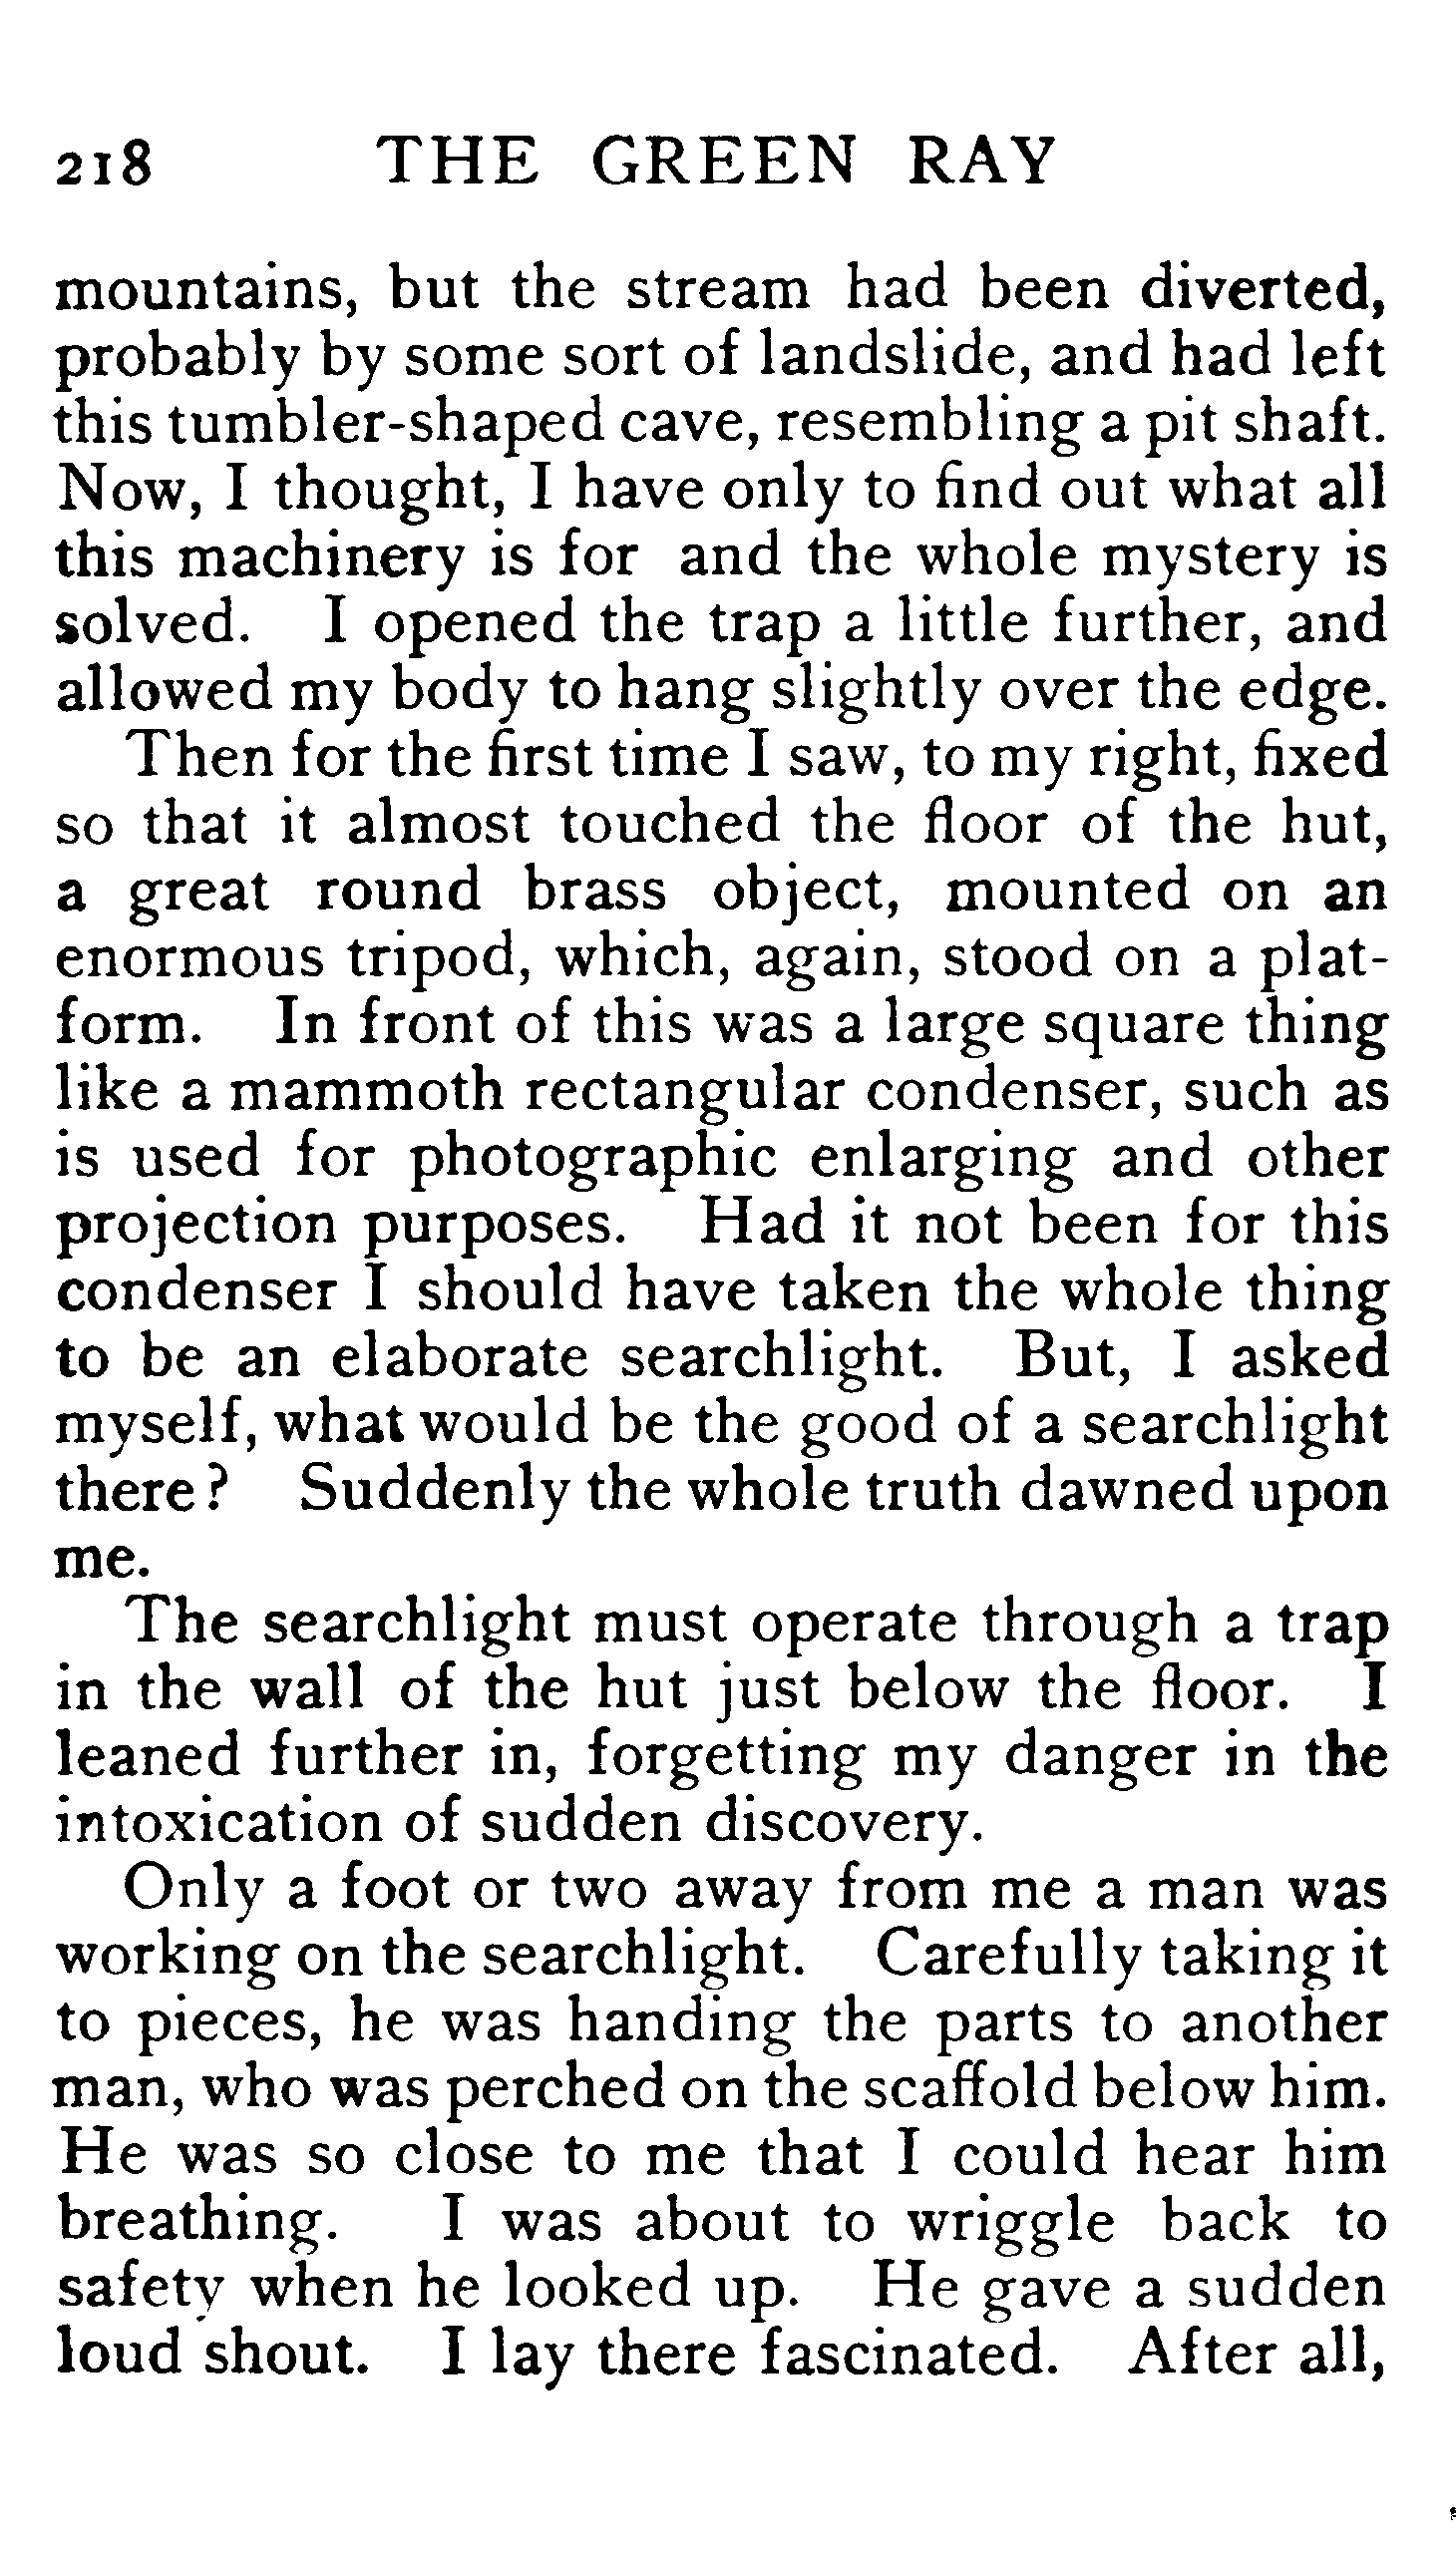 218 THE GREEN RAY
mountains, but the stream had been diverted,
probably by some sort of landslide, and had left
this tumbler-shaped cave, resembling a pit shaft.
Now, I thought, I have only to find out what all
this machinery is for and the whole mystery is
solved. I opened the trap a little further, and
allowed my body to hang slightly over the edge.
Then for the first time I saw, to my right, fixed
so that it almost touched the floor of the hut,
a great round brass object, mounted on an
enormous tripod, which, again, stood on a plat-
form. In front of this was a large square thing
like a mammoth rectangular condenser, such as
is used for photographic enlarging and other
projection purposes. Had it not been for this
condenser I should have taken the whole thing
to be an elaborate searchlight. But, I asked
myself, what would be the good of a searchlight
there? Suddenly the whole truth dawned upon
me.
The searchlight must operate through a trap
in the wall of the hut just below the floor. I
leaned further in, forgetting my danger in the
intoxication of sudden discovery.
Only a foot or two away from me a man was
working on the searchlight. Carefully taking it
to pieces, he was handing the parts to another
man, who was perched on the scaffold below him.
He was so close to me that I could hear him
breathing. I was about to wriggle back to
safety when he looked up. He gave a sudden
loud shout. I lay there fascinated. After all,